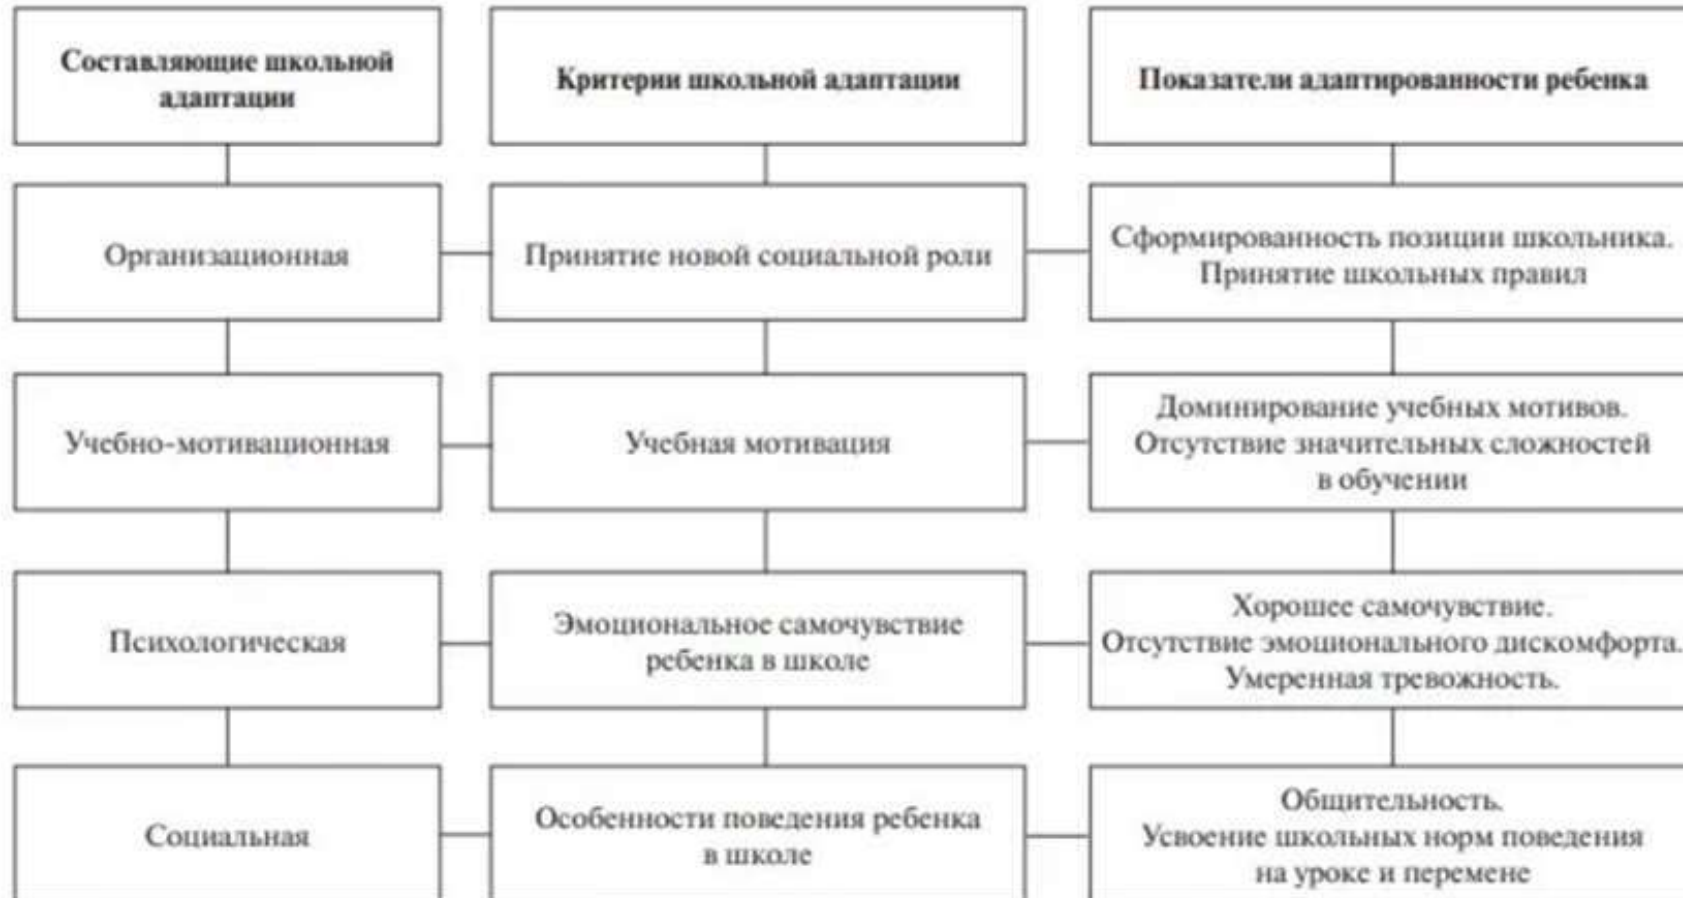 Составляющие школьной
адаптации
Критерии школьной адаптации
Показатели адаптированности ребенка
Организационная
Принятие новой социальной роли
Сформированность позиции школьника.
Принятие школьных правил
Учебно-мотивационная
Учебная мотивация
Доминирование учебных мотивов.
Отсутствие значительных сложностей
в обучении
Психологическая
Эмоциональное самочувствие
ребенка в школе
Хорошее самочувствие.
Отсутствие эмоционального дискомфорта.
Умеренная тревожность.
Социальная
Особенности поведения ребенка
в школе
Общительность.
Усвоение школьных норм поведения
на уроке и перемене